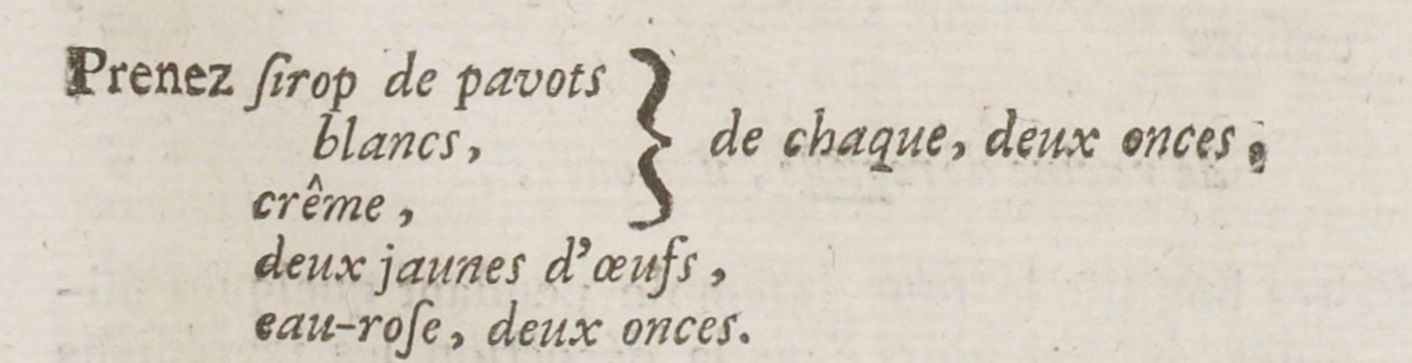 Prenez ſirop de pavots
blancs, } de chaque, deux onces,
crême,
deux jaunes d'œufs,
eau-roſe, deux onces.